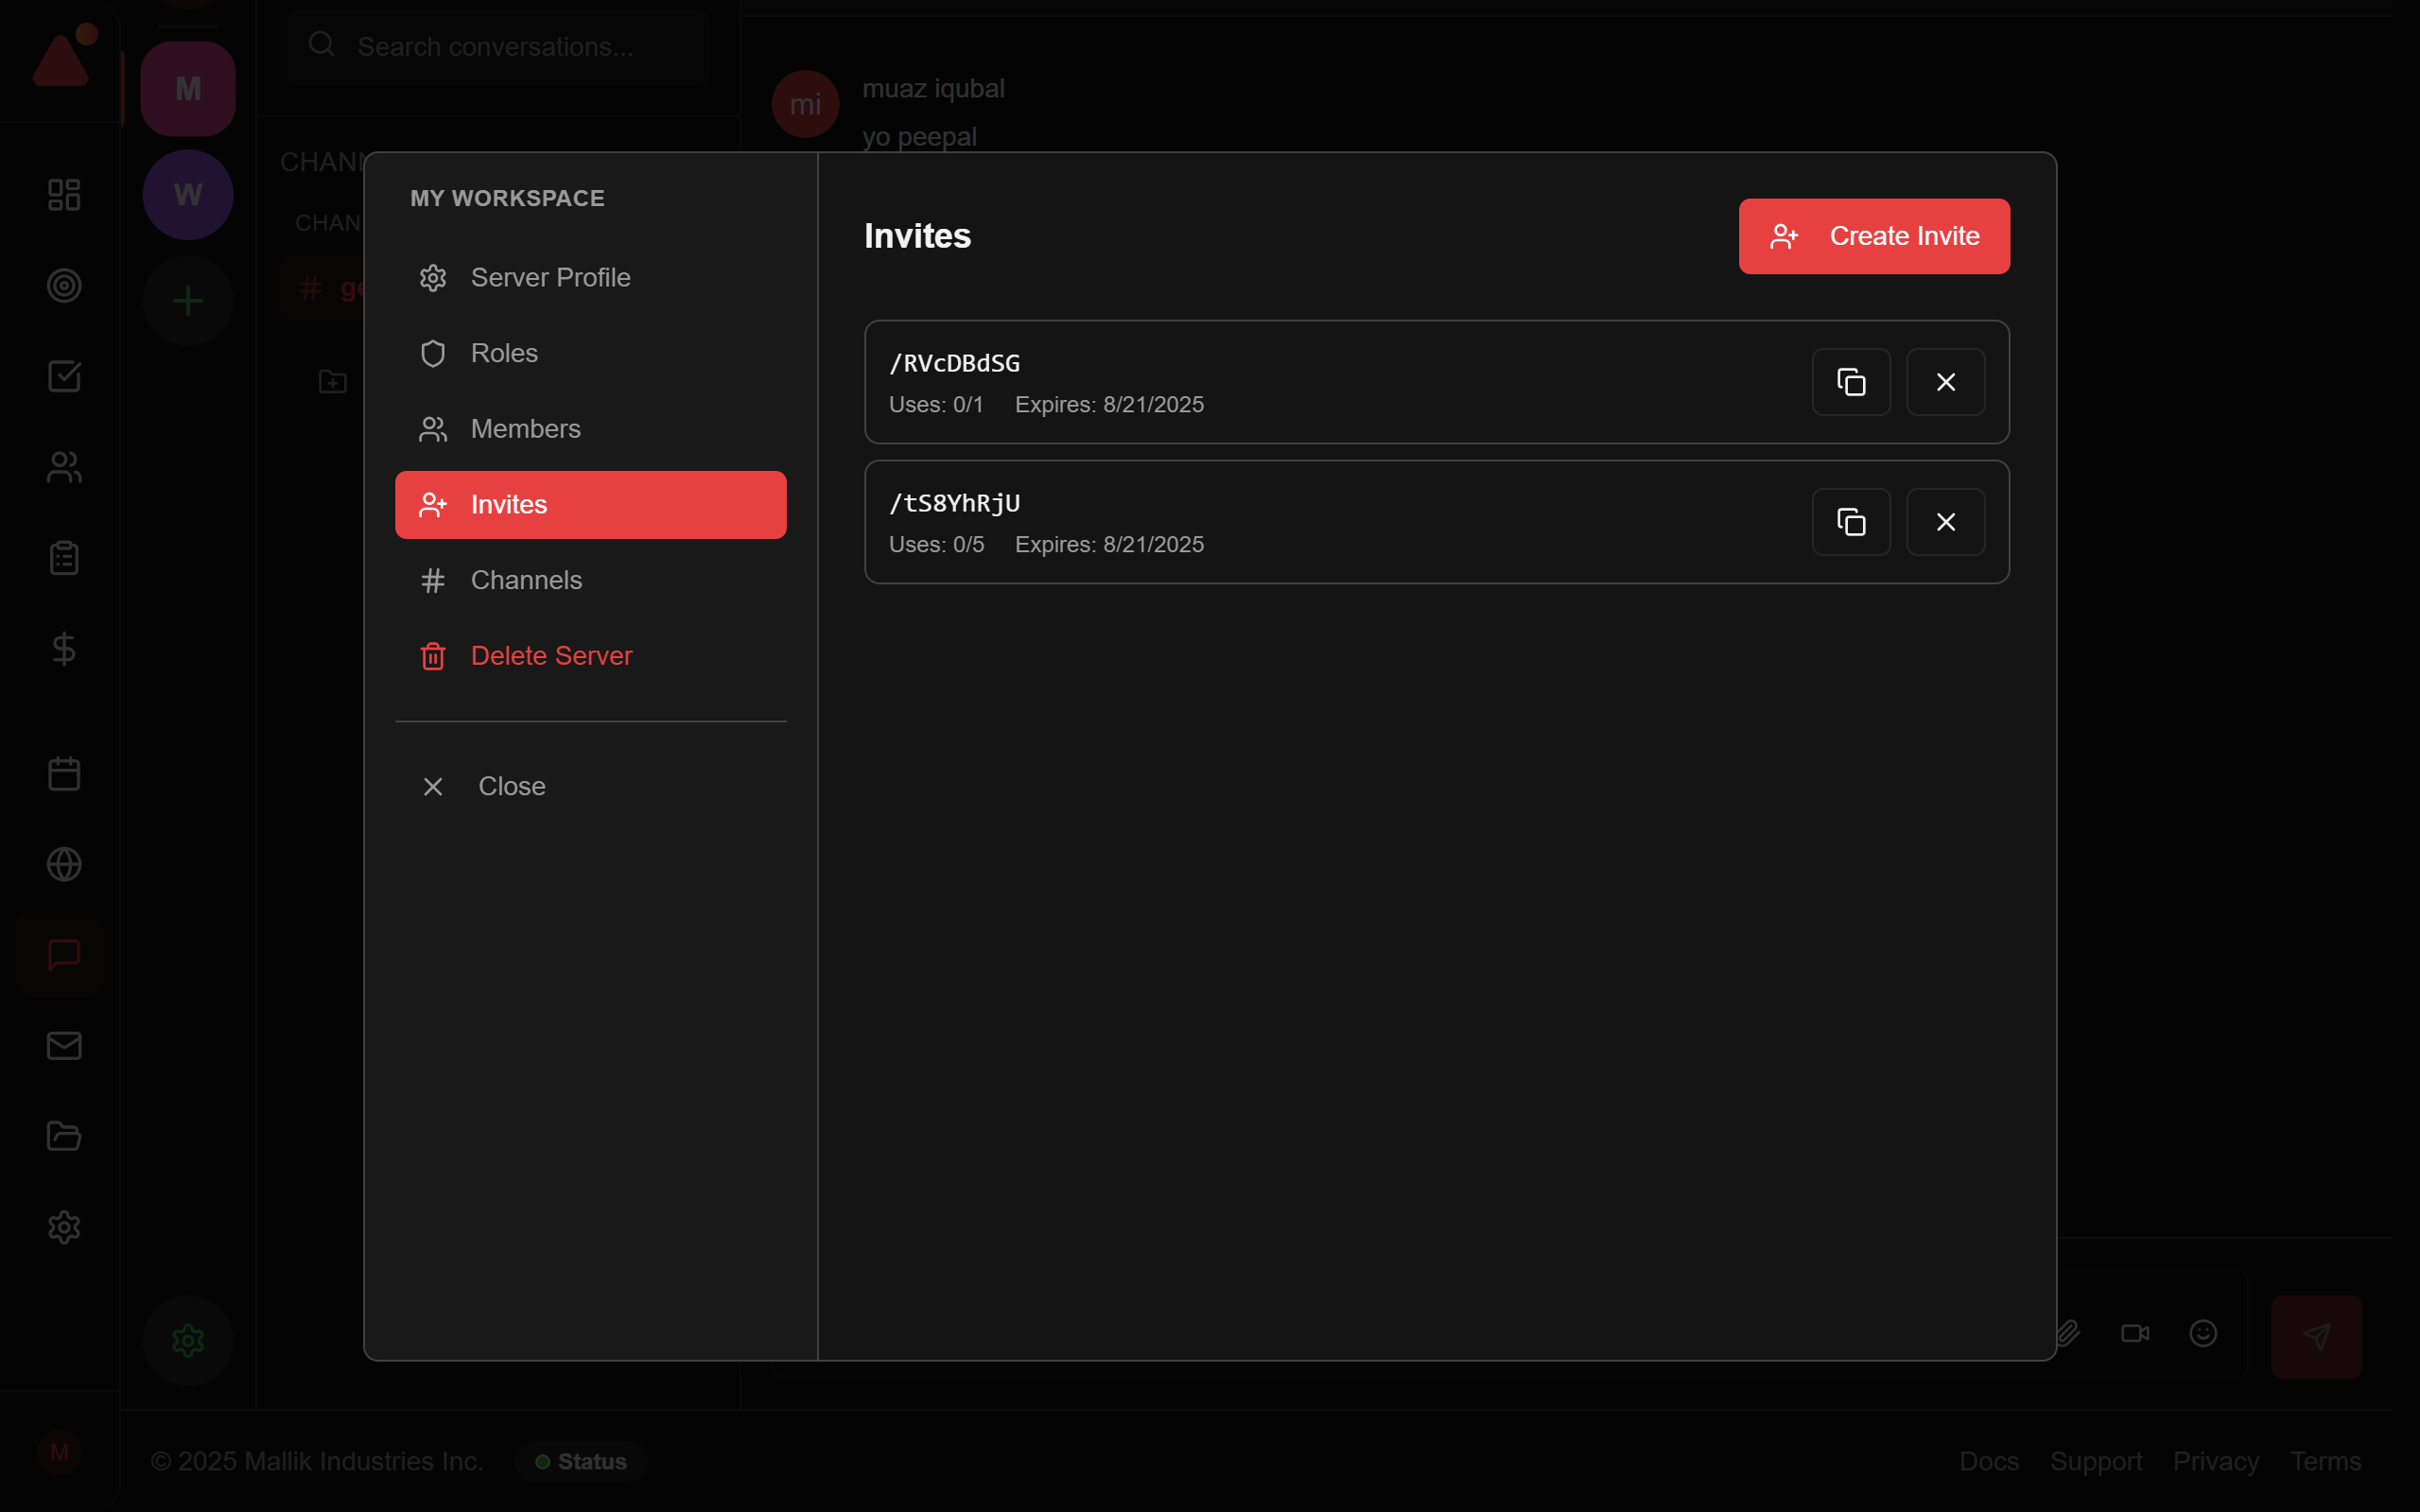 M
W
Search conversations...
CHANN
CHAN
# ge
mi
muaz iqubal
yo peepal
MY WORKSPACE
Server Profile
Roles
Members
Invites
Channels
Delete Server
Close
Invites
Create Invite
/RVcDBdSG
Uses: 0/1 Expires: 8/21/2025
/tS8YhRjU
Uses: 0/5 Expires: 8/21/2025
M
© 2025 Mallik Industries Inc.
Status
Docs Support Privacy Terms